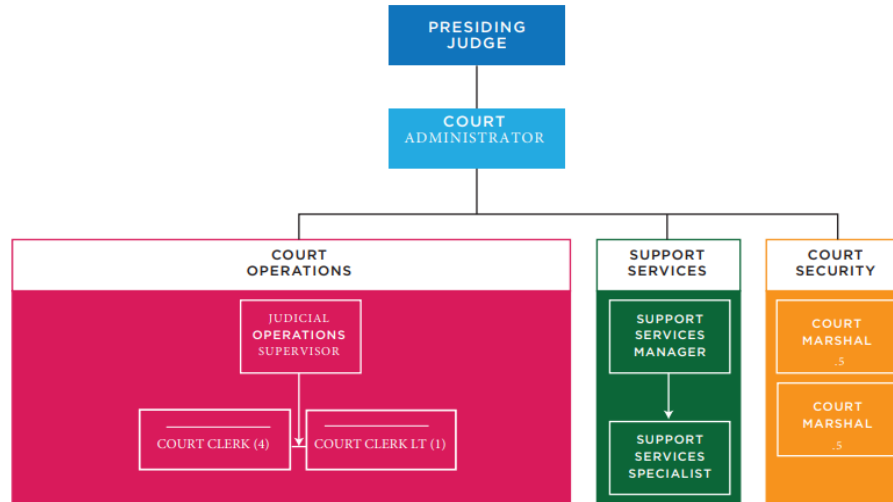 PRESIDING
JUDGE
COURT
ADMINISTRATOR
COURT
OPERATIONS
JUDICIAL
OPERATIONS
SUPERVISOR
COURT CLERK (4)
COURT CLERK LT (1)
SUPPORT
SERVICES
SUPPORT
SERVICES
MANAGER
SUPPORT
SERVICES
SPECIALIST
COURT
SECURITY
COURT
MARSHAL
.5
COURT
MARSHAL
.5